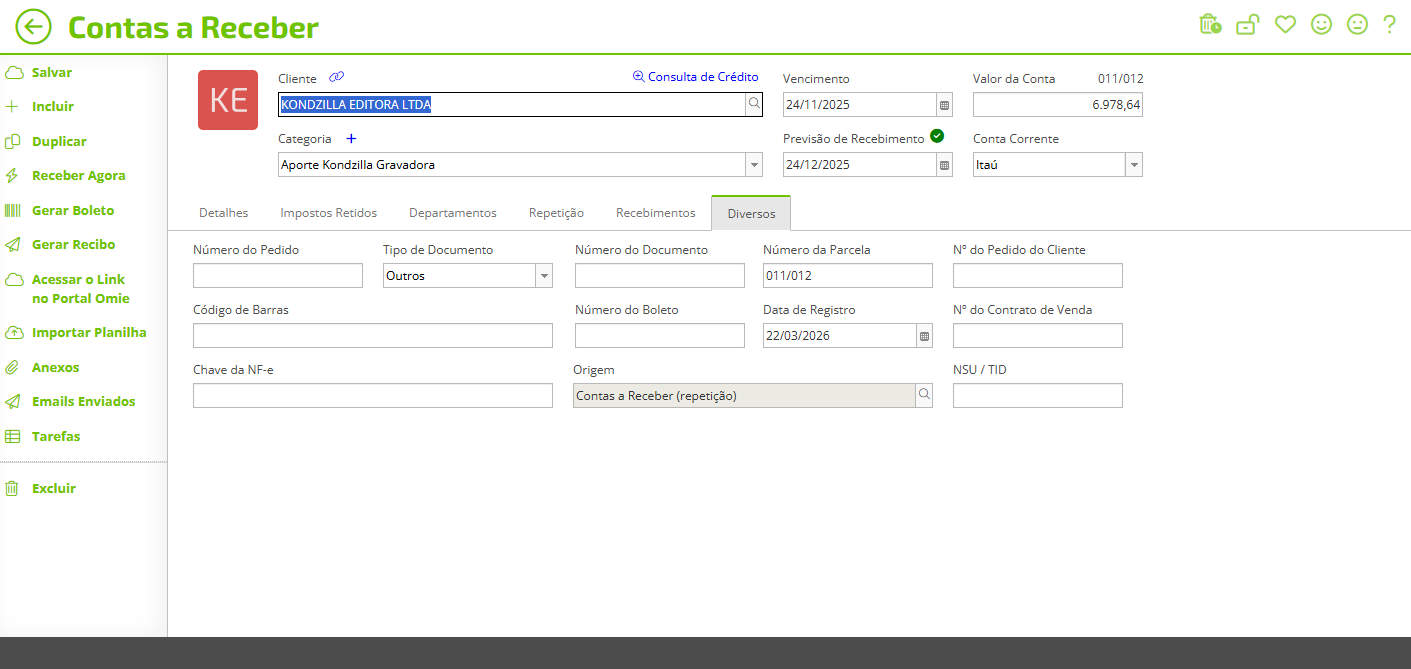 Contas a Receber
?
Salvar
Incluir
Duplicar
Receber Agora
Gerar Boleto
Gerar Recibo
Acessar o Link
no Portal Omie
Importar Planilha
Anexos
Emails Enviados
Tarefas
Excluir
KE
Cliente Consulta de Crédito Vencimento Valor da Conta 011/012
KONDZILLA EDITORA LTDA 24/11/2025 6.978,64
Categoria + Previsão de Recebimento Conta Corrente
Aporte Kondzilla Gravadora 24/12/2025 Itaú
Detalhes Impostos Retidos Departamentos Repetição Recebimentos Diversos
Número do Pedido Tipo de Documento Número do Documento Número da Parcela Nº do Pedido do Cliente
Outros 011/012
Código de Barras Número do Boleto Data de Registro Nº do Contrato de Venda
22/03/2026
Chave da NF-e Origem NSU / TID
Contas a Receber (repetição)